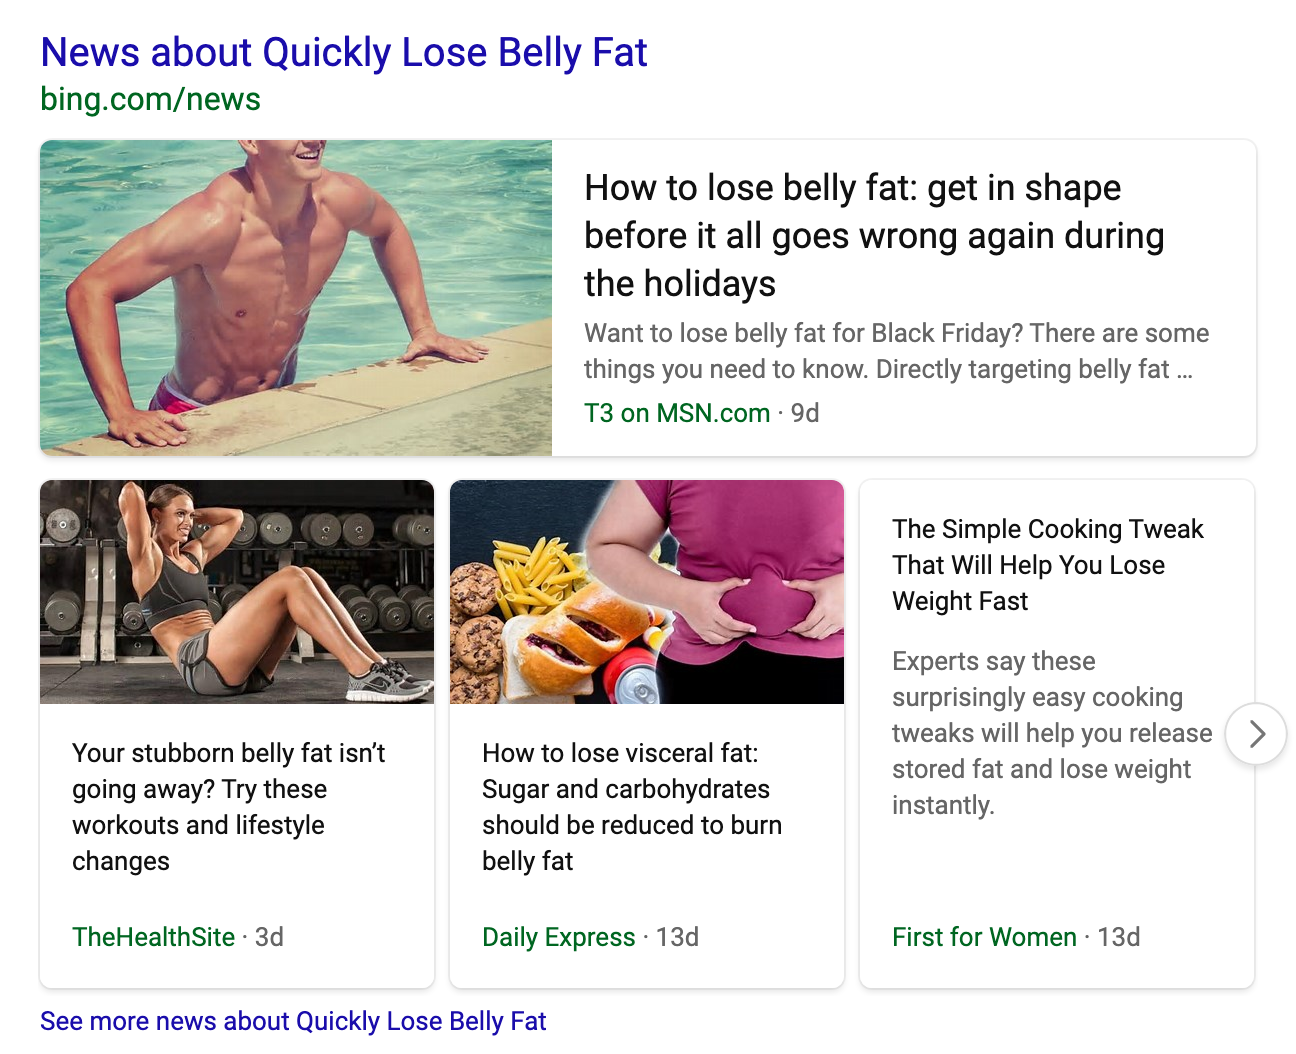 News about Quickly Lose Belly Fat
bing.com/news
How to lose belly fat: get in shape
before it all goes wrong again during
the holidays
Want to lose belly fat for Black Friday? There are some
things you need to know. Directly targeting belly fat ...
T3 on MSN.com · 9d
Your stubborn belly fat isn’t
going away? Try these
workouts and lifestyle
changes
TheHealthSite · 3d
How to lose visceral fat:
Sugar and carbohydrates
should be reduced to burn
belly fat
Daily Express · 13d
The Simple Cooking Tweak
That Will Help You Lose
Weight Fast
Experts say these
surprisingly easy cooking
tweaks will help you release
stored fat and lose weight
instantly.
First for Women · 13d
See more news about Quickly Lose Belly Fat